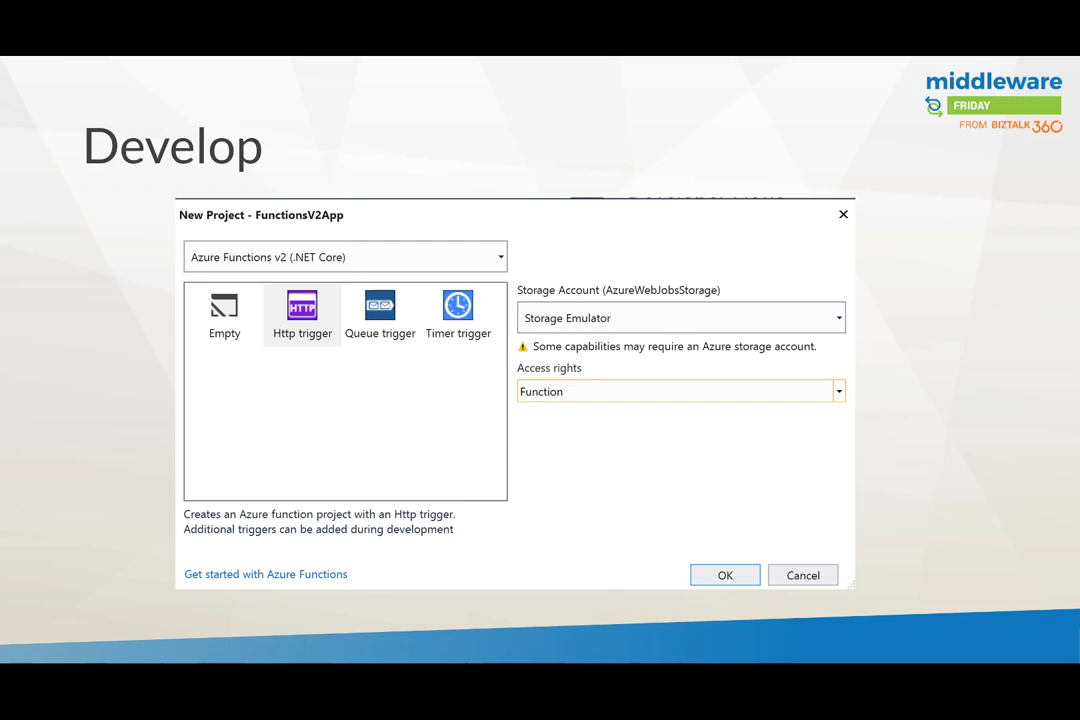 middleware
FRIDAY
FROM BIZTALK 360
Develop
New Project - FunctionsV2App
Azure Functions v2 (.NET Core)
Empty
Http trigger
Queue trigger
Timer trigger
HTTP
Storage Account (AzureWebJobsStorage)
Storage Emulator
Some capabilities may require an Azure storage account.
Access rights
Function
Creates an Azure function project with an Http trigger.
Additional triggers can be added during development
Get started with Azure Functions
OK
Cancel